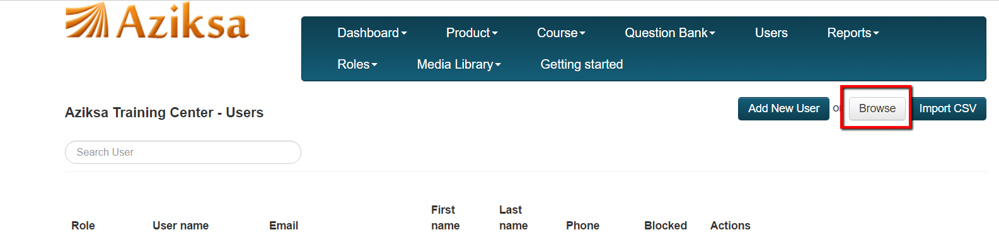 Aziksa
Dashboard Product Course Question Bank Users Reports
Roles Media Library Getting started
Aziksa Training Center - Users
Add New User or Browse Import CSV
Search User
Role User name Email First name Last name Phone Blocked Actions